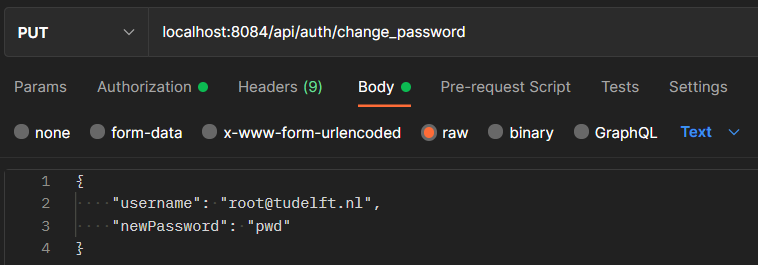 PUT localhost:8084/api/auth/change_password
Params Authorization Headers (9) Body Pre-request Script Tests Settings
none form-data x-www-form-urlencoded raw binary GraphQL Text
1 {
2 "username": "root@tudelft.nl",
3 "newPassword": "pwd"
4 }